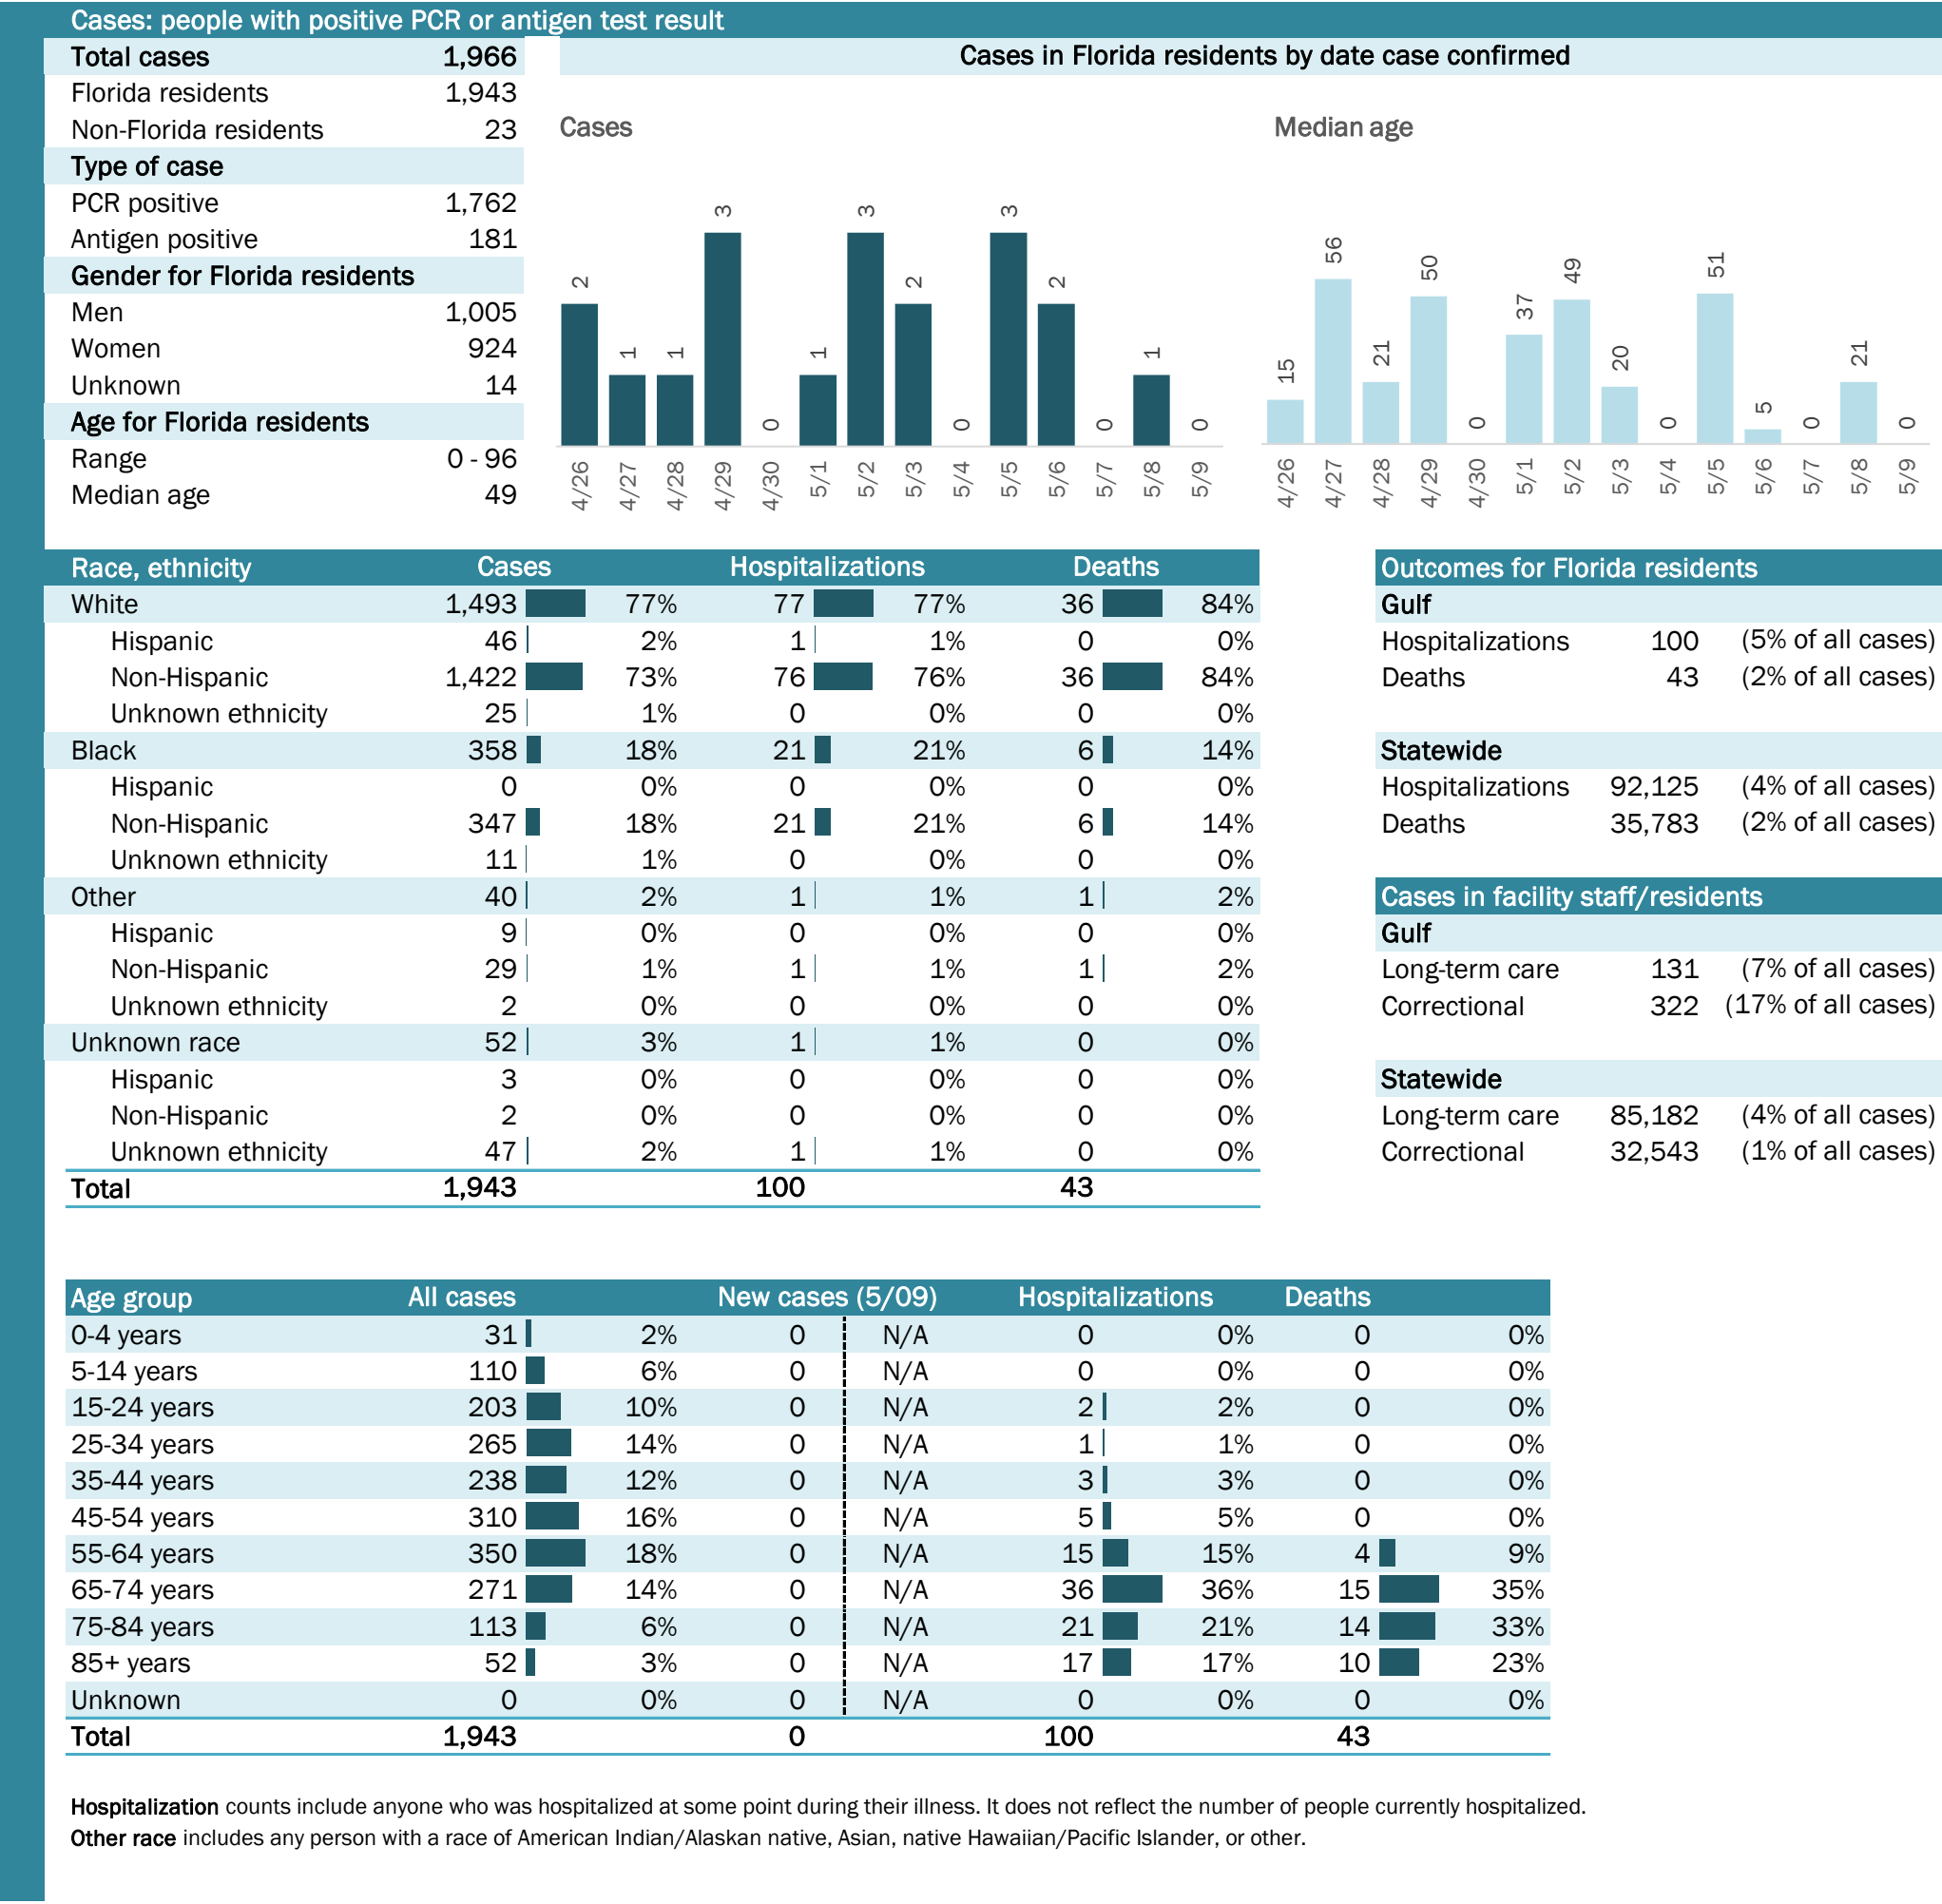 Cases: people with positive PCR or antigen test result
Total cases 1,966
Florida residents 1,943
Non-Florida residents 23
Type of case
PCR positive 1,762
Antigen positive 181
Gender for Florida residents
Men 1,005
Women 924
Unknown 14
Age for Florida residents
Range 0 - 96
Median age 49
Cases in Florida residents by date case confirmed
Cases
2 1 1 3 0 1 3 2 0 3 2 0 1 0
4/26 4/27 4/28 4/29 4/30 5/1 5/2 5/3 5/4 5/5 5/6 5/7 5/8 5/9
Median age
15 56 21 50 0 37 49 20 0 51 5 0 21 0
4/26 4/27 4/28 4/29 4/30 5/1 5/2 5/3 5/4 5/5 5/6 5/7 5/8 5/9
Race, ethnicity Cases Hospitalizations Deaths
White 1,493 77% 77 77% 36 84%
Hispanic 46 2% 1 1% 0 0%
Non-Hispanic 1,422 73% 76 76% 36 84%
Unknown ethnicity 25 1% 0 0% 0 0%
Black 358 18% 21 21% 6 14%
Hispanic 0 0% 0 0% 0 0%
Non-Hispanic 347 18% 21 21% 6 14%
Unknown ethnicity 11 1% 0 0% 0 0%
Other 40 2% 1 1% 1 2%
Hispanic 9 0% 0 0% 0 0%
Non-Hispanic 29 1% 1 1% 1 2%
Unknown ethnicity 2 0% 0 0% 0 0%
Unknown race 52 3% 1 1% 0 0%
Hispanic 3 0% 0 0% 0 0%
Non-Hispanic 2 0% 0 0% 0 0%
Unknown ethnicity 47 2% 1 1% 0 0%
Total 1,943 100 43
Outcomes for Florida residents
Gulf
Hospitalizations 100 (5% of all cases)
Deaths 43 (2% of all cases)
Statewide
Hospitalizations 92,125 (4% of all cases)
Deaths 35,783 (2% of all cases)
Cases in facility staff/residents
Gulf
Long-term care 131 (7% of all cases)
Correctional 322 (17% of all cases)
Statewide
Long-term care 85,182 (4% of all cases)
Correctional 32,543 (1% of all cases)
Age group All cases New cases (5/09) Hospitalizations Deaths
0-4 years 31 2% 0 N/A 0 0% 0 0%
5-14 years 110 6% 0 N/A 0 0% 0 0%
15-24 years 203 10% 0 N/A 2 2% 0 0%
25-34 years 265 14% 0 N/A 1 1% 0 0%
35-44 years 238 12% 0 N/A 3 3% 0 0%
45-54 years 310 16% 0 N/A 5 5% 0 0%
55-64 years 350 18% 0 N/A 15 15% 4 9%
65-74 years 271 14% 0 N/A 36 36% 15 35%
75-84 years 113 6% 0 N/A 21 21% 14 33%
85+ years 52 3% 0 N/A 17 17% 10 23%
Unknown 0 0% 0 N/A 0 0% 0 0%
Total 1,943 0 100 43
Hospitalization counts include anyone who was hospitalized at some point during their illness. It does not reflect the number of people currently hospitalized.
Other race includes any person with a race of American Indian/Alaskan native, Asian, native Hawaiian/Pacific Islander, or other.